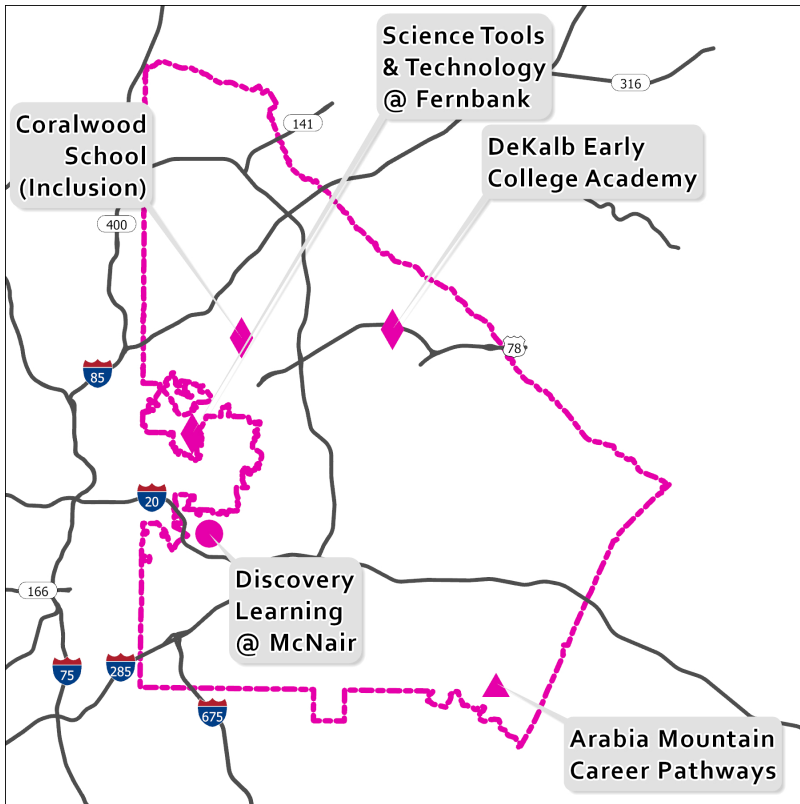 Science Tools
& Technology
@ Fernbank
316
Coralwood
School
(Inclusion)
141
DeKalb Early
College Academy
400
78
85
20
Discovery
Learning
@ McNair
166
75
285
675
Arabia Mountain
Career Pathways